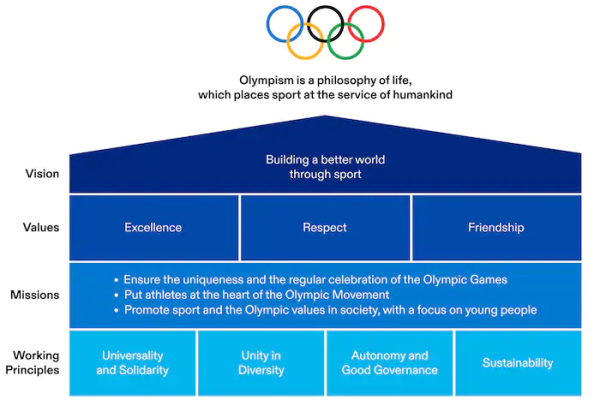 Olympism is a philosophy of life,
which places sport at the service of humankind
Vision
Building a better world
through sport
Values
Excellence
Respect
Friendship
Missions
• Ensure the uniqueness and the regular celebration of the Olympic Games
• Put athletes at the heart of the Olympic Movement
• Promote sport and the Olympic values in society, with a focus on young people
Working
Principles
Universality
and Solidarity
Unity in
Diversity
Autonomy and
Good Governance
Sustainability